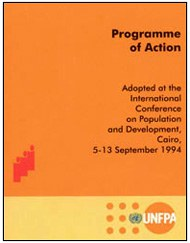 Programme
of Action
Adopted at the
International
Conference
on Population
and Development,
Cairo,
5-13 September 1994
UNFPA